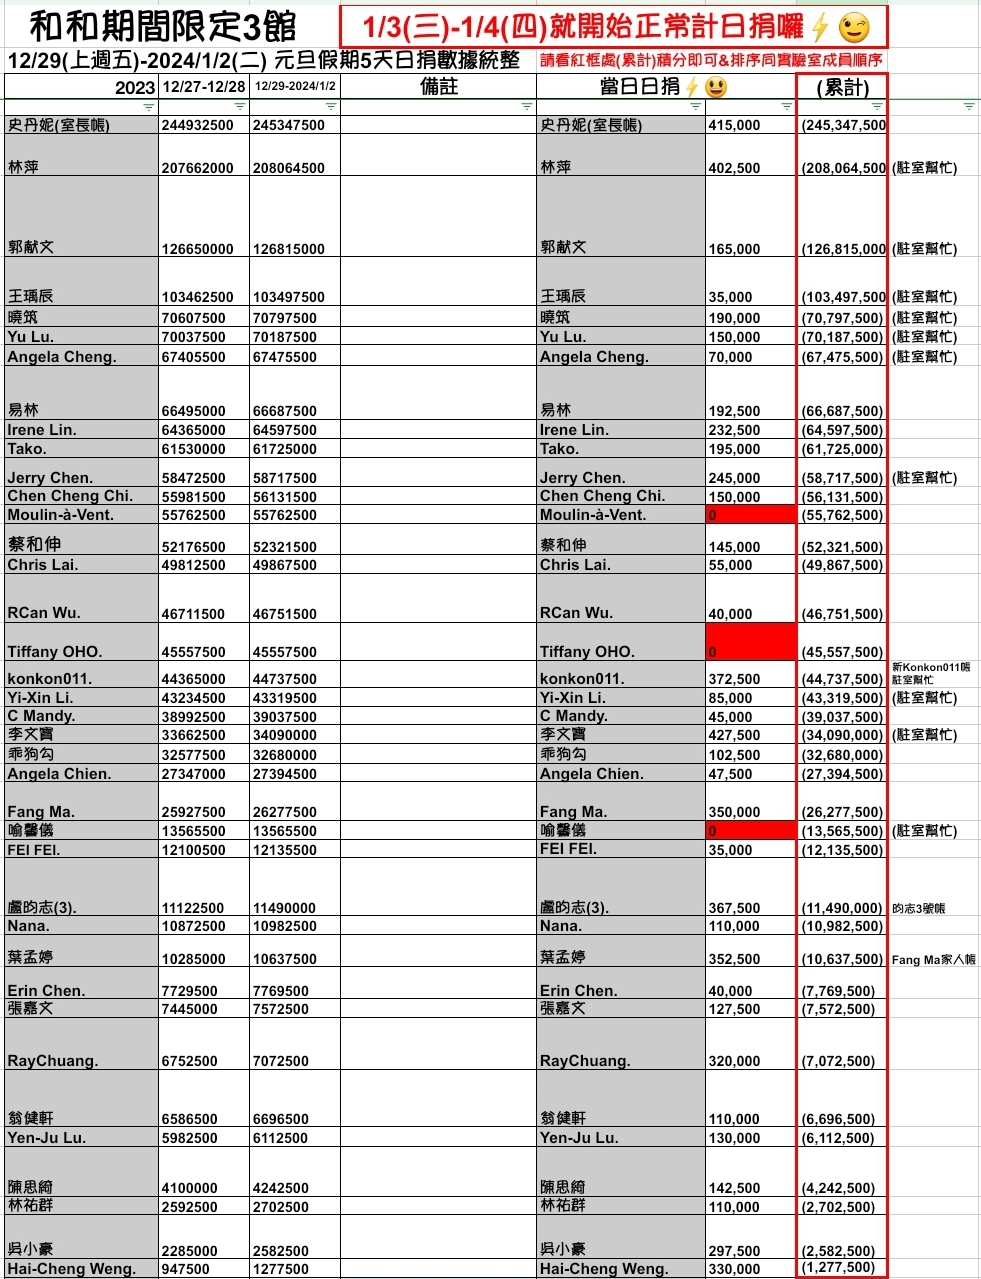 和和期間限定3館
1/3(三)-1/4(四)就開始正常計日捐囉⚡😉
12/29(上週五)-2024/1/2(二) 元旦假期5天日捐數據統整
請看紅框處(累計)積分即可&排序同實驗室成員順序
2023 12/27-12/28 12/29-2024/1/2 備註 當日日捐⚡😃 (累計)
史丹妮(室長帳) 244932500 245347500 史丹妮(室長帳) 415,000 (245,347,500
林萍 207662000 208064500 林萍 402,500 (208,064,500 (駐室幫忙)
郭献文 126650000 126815000 郭献文 165,000 (126,815,000 (駐室幫忙)
王瑀辰 103462500 103497500 王瑀辰 35,000 (103,497,500 (駐室幫忙)
曉筑 70607500 70797500 曉筑 190,000 (70,797,500) (駐室幫忙)
Yu Lu. 70037500 70187500 Yu Lu. 150,000 (70,187,500) (駐室幫忙)
Angela Cheng. 67405500 67475500 Angela Cheng. 70,000 (67,475,500) (駐室幫忙)
易林 66495000 66687500 易林 192,500 (66,687,500)
Irene Lin. 64365000 64597500 Irene Lin. 232,500 (64,597,500)
Tako. 61530000 61725000 Tako. 195,000 (61,725,000)
Jerry Chen. 58472500 58717500 Jerry Chen. 245,000 (58,717,500) (駐室幫忙)
Chen Cheng Chi. 55981500 56131500 Chen Cheng Chi. 150,000 (56,131,500)
Moulin-à-Vent. 55762500 55762500 Moulin-à-Vent. 0 (55,762,500)
蔡和伸 52176500 52321500 蔡和伸 145,000 (52,321,500)
Chris Lai. 49812500 49867500 Chris Lai. 55,000 (49,867,500)
RCan Wu. 46711500 46751500 RCan Wu. 40,000 (46,751,500)
Tiffany OHO. 45557500 45557500 Tiffany OHO. 0 (45,557,500)
konkon011. 44365000 44737500 konkon011. 372,500 (44,737,500) 新Konkon011帳
駐室幫忙
Yi-Xin Li. 43234500 43319500 Yi-Xin Li. 85,000 (43,319,500) (駐室幫忙)
C Mandy. 38992500 39037500 C Mandy. 45,000 (39,037,500)
李文寶 33662500 34090000 李文寶 427,500 (34,090,000) (駐室幫忙)
乖狗勾 32577500 32680000 乖狗勾 102,500 (32,680,000)
Angela Chien. 27347000 27394500 Angela Chien. 47,500 (27,394,500)
Fang Ma. 25927500 26277500 Fang Ma. 350,000 (26,277,500)
喻馨儀 13565500 13565500 喻馨儀 0 (13,565,500) (駐室幫忙)
FEI FEI. 12100500 12135500 FEI FEI. 35,000 (12,135,500)
盧昀志(3). 11122500 11490000 盧昀志(3). 367,500 (11,490,000) 昀志3號帳
Nana. 10872500 10982500 Nana. 110,000 (10,982,500)
葉孟婷 10285000 10637500 葉孟婷 352,500 (10,637,500) Fang Ma家人帳
Erin Chen. 7729500 7769500 Erin Chen. 40,000 (7,769,500)
張嘉文 7445000 7572500 張嘉文 127,500 (7,572,500)
RayChuang. 6752500 7072500 RayChuang. 320,000 (7,072,500)
翁健軒 6586500 6696500 翁健軒 110,000 (6,696,500)
Yen-Ju Lu. 5982500 6112500 Yen-Ju Lu. 130,000 (6,112,500)
陳思綺 4100000 4242500 陳思綺 142,500 (4,242,500)
林祐群 2592500 2702500 林祐群 110,000 (2,702,500)
吳小豪 2285000 2582500 吳小豪 297,500 (2,582,500)
Hai-Cheng Weng. 947500 1277500 Hai-Cheng Weng. 330,000 (1,277,500)